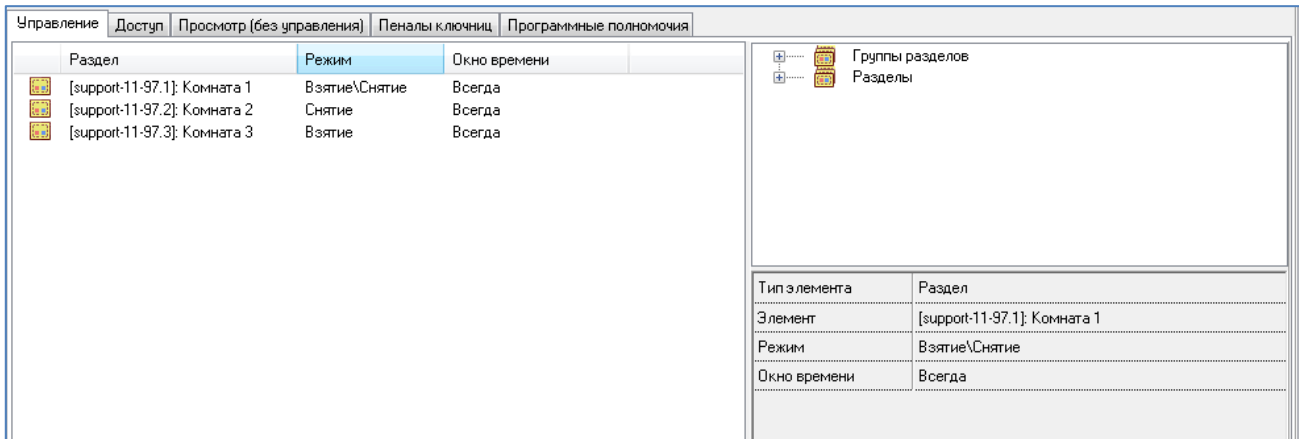 Управление Доступ Просмотр (без управления) Пеналы ключниц Программные полномочия
Раздел Режим Окно времени
[support-11-97.1]: Комната 1 Взятие\Снятие Всегда
[support-11-97.2]: Комната 2 Снятие Всегда
[support-11-97.3]: Комната 3 Взятие Всегда
Группы разделов
Разделы
Тип элемента Раздел
Элемент [support-11-97.1]: Комната 1
Режим Взятие\Снятие
Окно времени Всегда